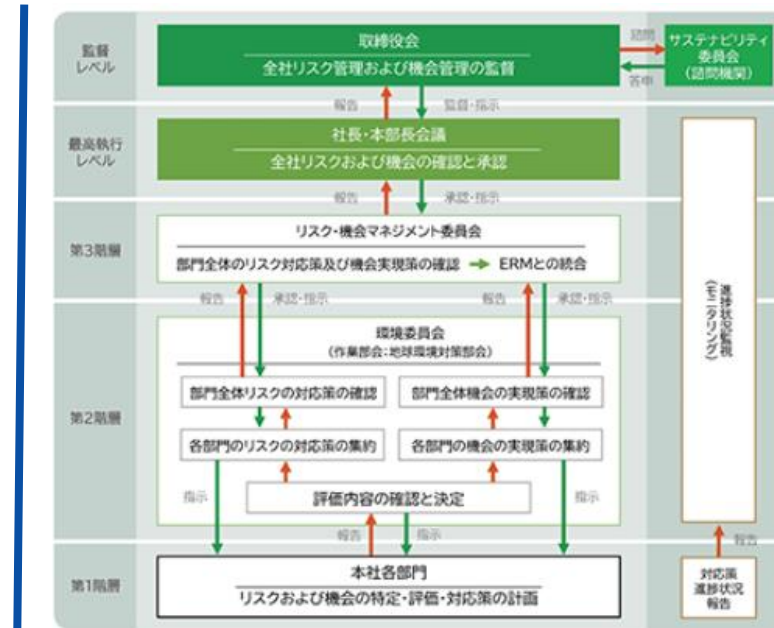 監督
レベル
取締役会
全社リスク管理および機会管理の監督
諮問
答申
サステナビリティ
委員会
(諮問機関)
報告
監督・指示
最高執行
レベル
社長・本部長会議
全社リスクおよび機会の確認と承認
報告
承認・指示
第3階層
リスク・機会マネジメント委員会
部門全体のリスク対応策及び機会実現策の確認 → ERMとの統合
報告
承認・指示
報告
承認・指示
進捗状況監視
(モニタリング)
第2階層
環境委員会
(作業部会:地球環境対策部会)
部門全体リスクの対応策の確認
部門全体機会の実現策の確認
各部門のリスクの対応策の集約
各部門の機会の実現策の集約
指示
評価内容の確認と決定
指示
報告
指示
報告
第1階層
本社各部門
リスクおよび機会の特定・評価・対応策の計画
対応策
進捗状況
報告